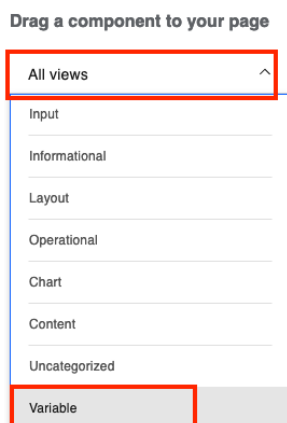 Drag a component to your page
All views
Input
Informational
Layout
Operational
Chart
Content
Uncategorized
Variable